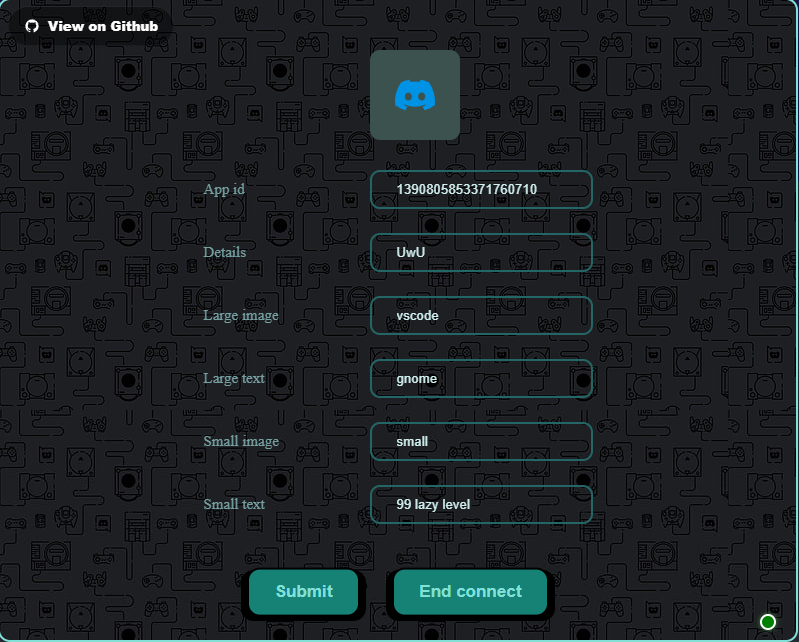 View on Github
App id
1390805853371760710
Details
UwU
Large image
vscode
Large text
gnome
Small image
small
Small text
99 lazy level
Submit
End connect